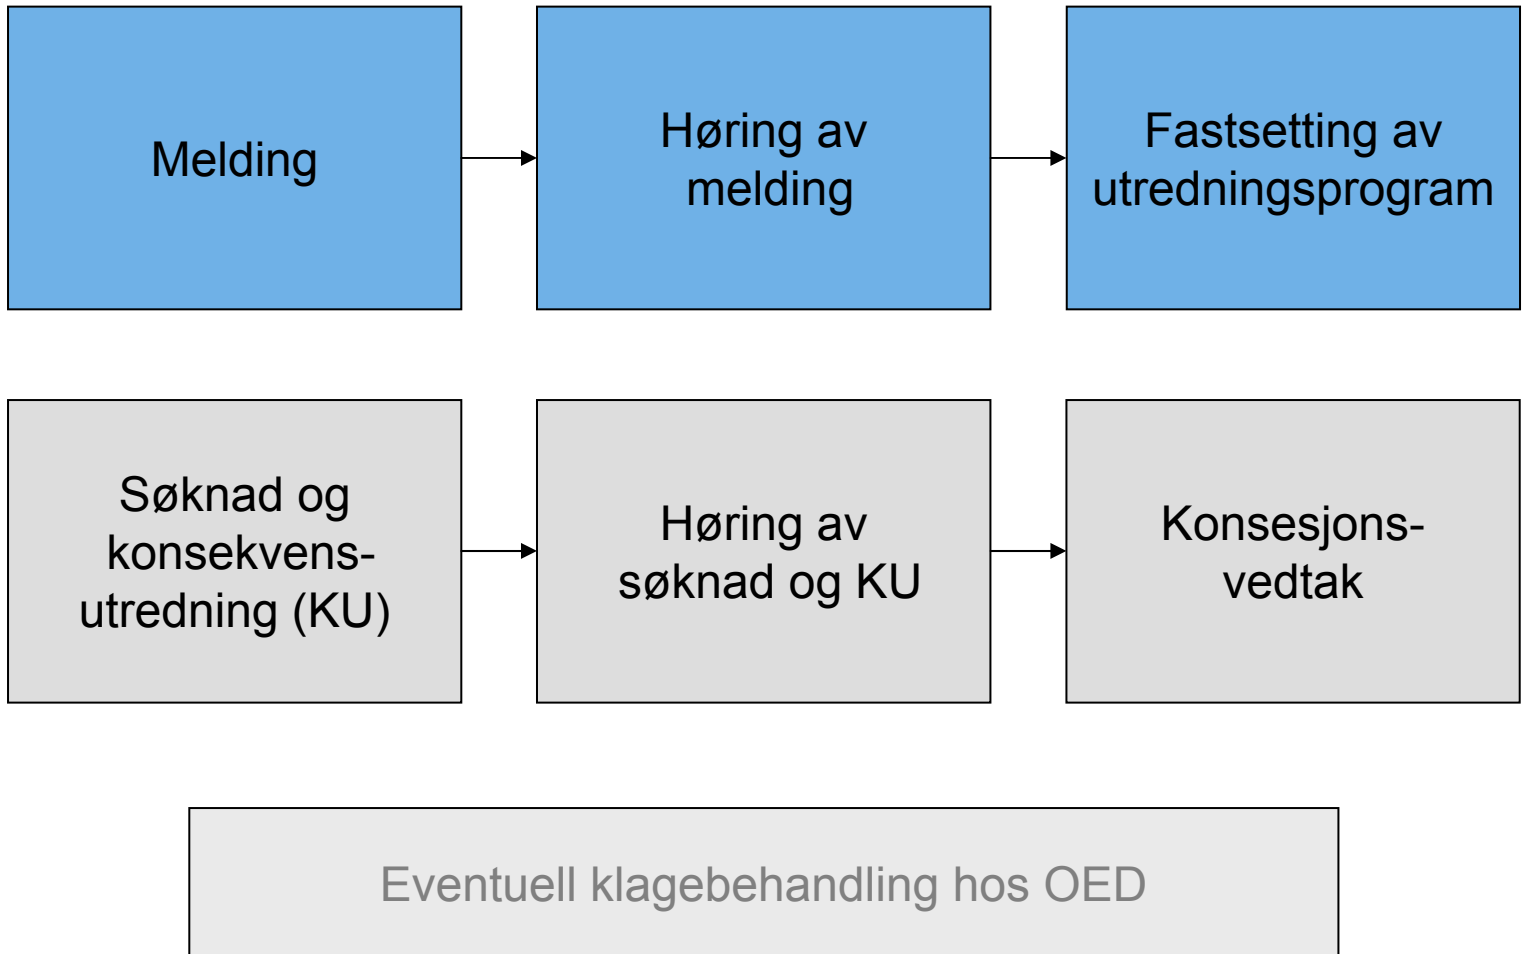 Melding
Høring av
melding
Fastsetting av
utredningsprogram
Søknad og
konsekvens-
utredning (KU)
Høring av
søknad og KU
Konsesjons-
vedtak
Eventuell klagebehandling hos OED